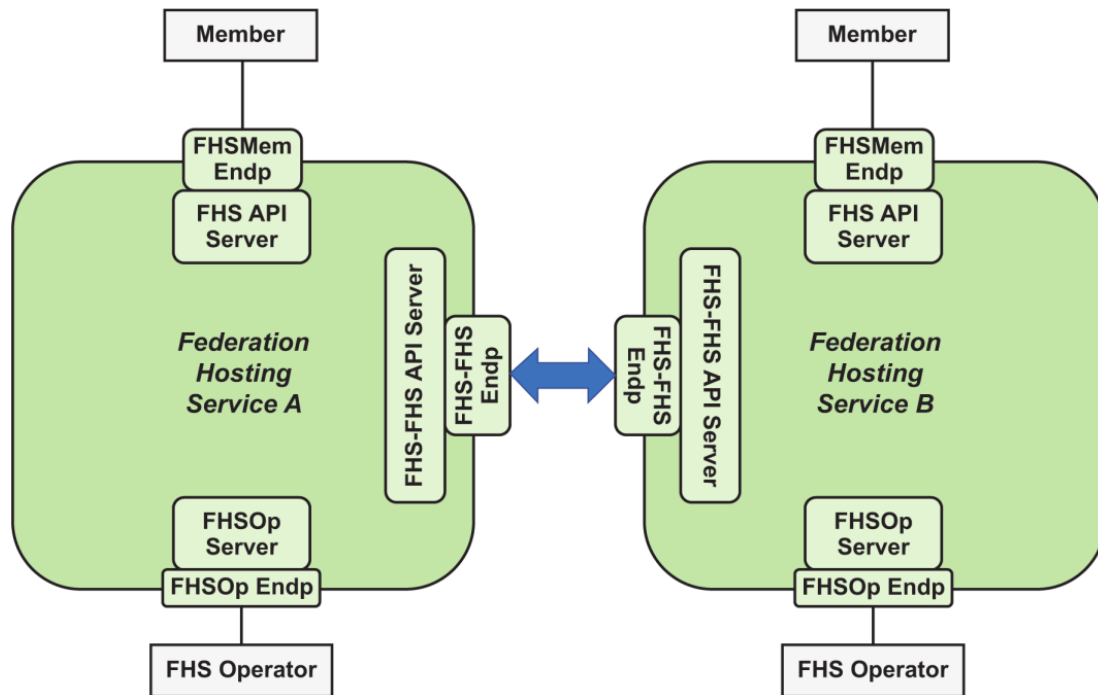 Member
FHSMem
Endp
FHS API
Server
FHS-FHS API Server
FHS-FHS
Endp
Federation
Hosting
Service A
FHSOp
Server
FHSOp Endp
FHS Operator
Member
FHSMem
Endp
FHS API
Server
FHS-FHS
Endp
FHS-FHS API Server
Federation
Hosting
Service B
FHSOp
Server
FHSOp Endp
FHS Operator